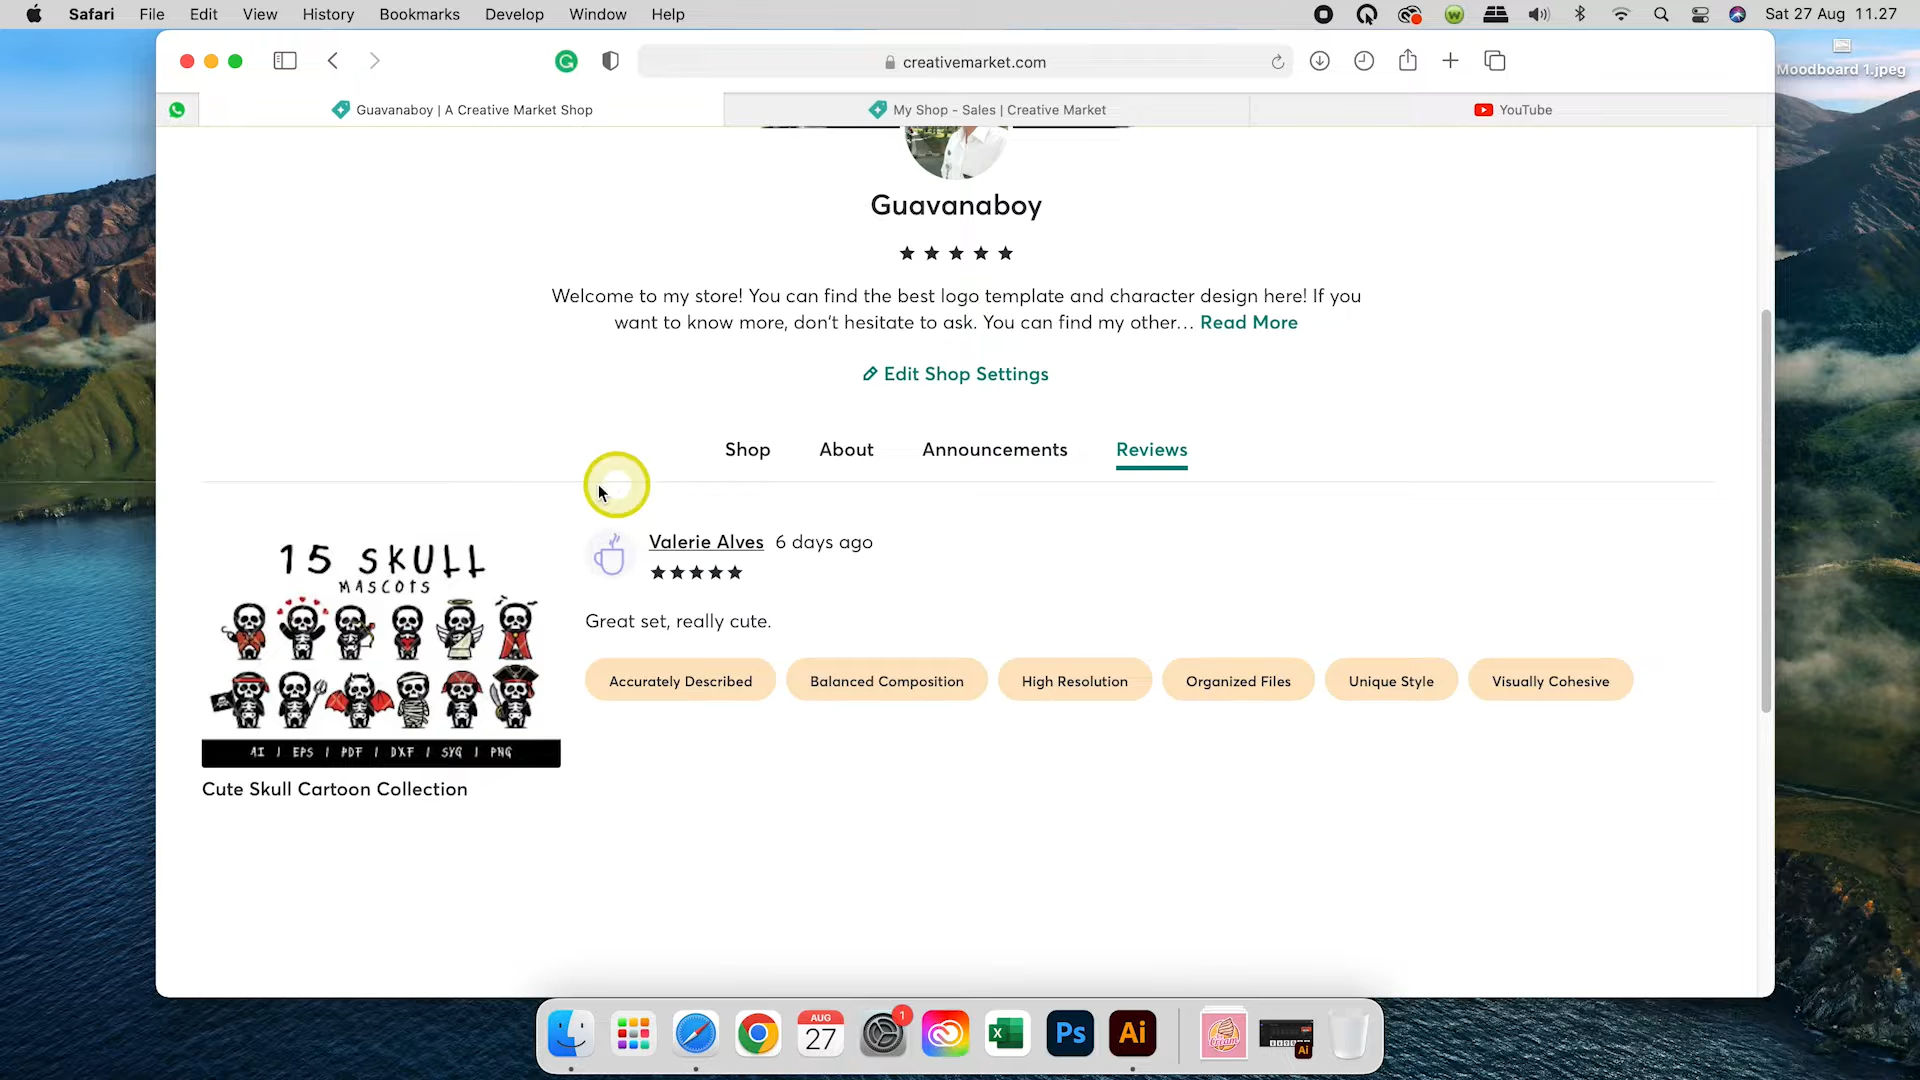 Safari File Edit View History Bookmarks Develop Window Help
Sat 27 Aug 11.27
creativemarket.com
Moodboard 1.jpeg
Guavanaboy | A Creative Market Shop
My Shop - Sales | Creative Market
YouTube
Guavanaboy
Welcome to my store! You can find the best logo template and character design here! If you
want to know more, don't hesitate to ask. You can find my other... Read More
Edit Shop Settings
Shop About Announcements Reviews
15 SKULL
MASCOTS
AI | EPS | PDF | DXF | SVG | PNG
Cute Skull Cartoon Collection
Valerie Alves 6 days ago
Great set, really cute.
Accurately Described Balanced Composition High Resolution Organized Files Unique Style Visually Cohesive
AUG
27
1
Ps
Ai
Ai